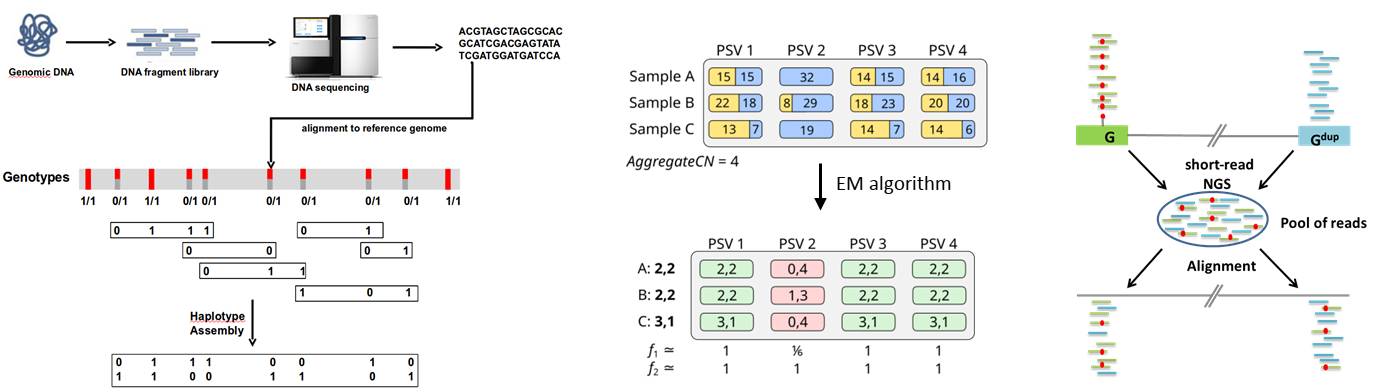 Genomic DNA
DNA fragment library
DNA sequencing
ACGTAGCTAGCGCAC
GCATCGACGAGTATA
TCGATGGATGATCCA
alignment to reference genome
Genotypes
1/1 0/1 1/1 0/1 0/1 0/1 0/1 0/1 0/1 1/1
0 1 1 1 0 1
0 0 0 1
0 1 1
1 0 1
Haplotype
Assembly
0 1 1 1 0 0 1 0
1 1 0 0 1 1 0 1
PSV 1 PSV 2 PSV 3 PSV 4
Sample A 15 15 32 14 15 14 16
Sample B 22 18 8 29 18 23 20 20
Sample C 13 7 19 14 7 14 6
AggregateCN = 4
EM algorithm
PSV 1 PSV 2 PSV 3 PSV 4
A: 2,2 2,2 0,4 2,2 2,2
B: 2,2 2,2 1,3 2,2 2,2
C: 3,1 3,1 0,4 3,1 3,1
f₁ ≃ 1 ⅙ 1 1
f₂ ≃ 1 1 1 1
G Gdup
short-read
NGS
Pool of reads
Alignment